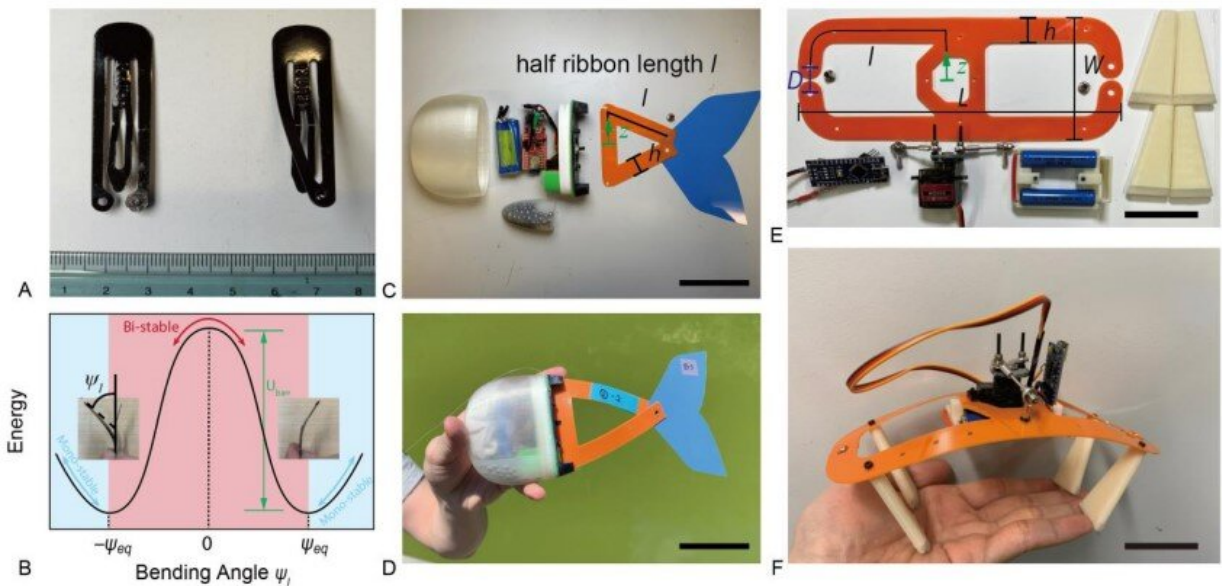 A
1 2 3 4 5 6 7 8
Bi-stable
U_barr
ψ_l
Mono-stable
Mono-stable
Energy
-ψ_eq 0 ψ_eq
Bending Angle ψ_l
B
half ribbon length l
l
z
h
C
D
l
h
z
W
D
L
E
F